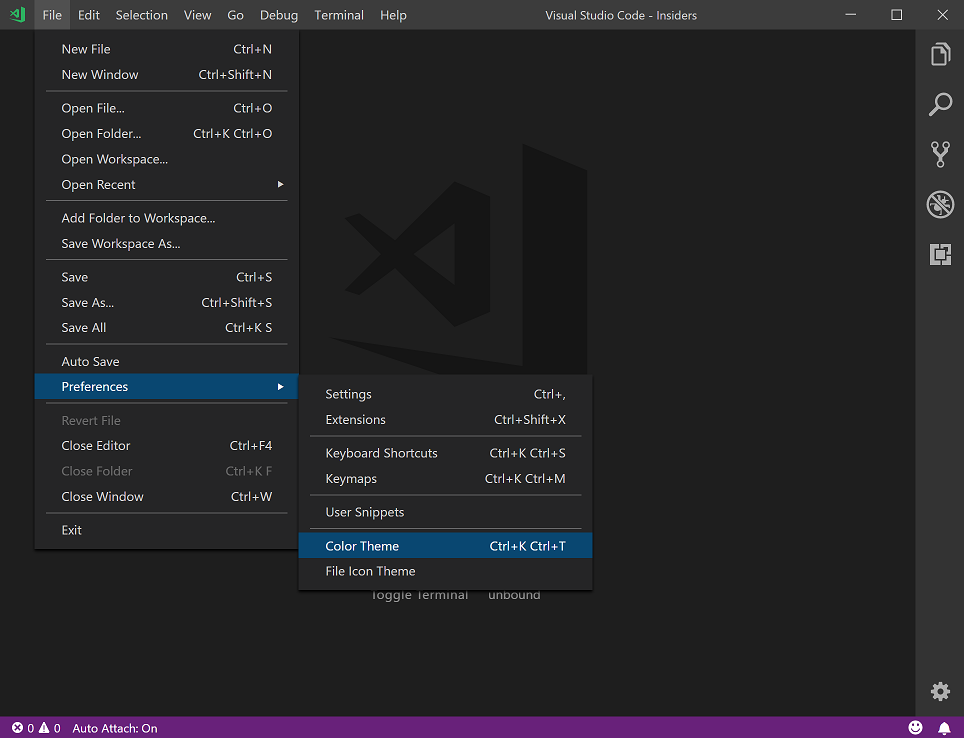 File Edit Selection View Go Debug Terminal Help Visual Studio Code - Insiders
New File Ctrl+N
New Window Ctrl+Shift+N
Open File... Ctrl+O
Open Folder... Ctrl+K Ctrl+O
Open Workspace...
Open Recent
Add Folder to Workspace...
Save Workspace As...
Save Ctrl+S
Save As... Ctrl+Shift+S
Save All Ctrl+K S
Auto Save
Preferences
Revert File
Close Editor Ctrl+F4
Close Folder Ctrl+K F
Close Window Ctrl+W
Exit
Settings Ctrl+,
Extensions Ctrl+Shift+X
Keyboard Shortcuts Ctrl+K Ctrl+S
Keymaps Ctrl+K Ctrl+M
User Snippets
Color Theme Ctrl+K Ctrl+T
File Icon Theme
Toggle Terminal unbound
0 0 Auto Attach: On